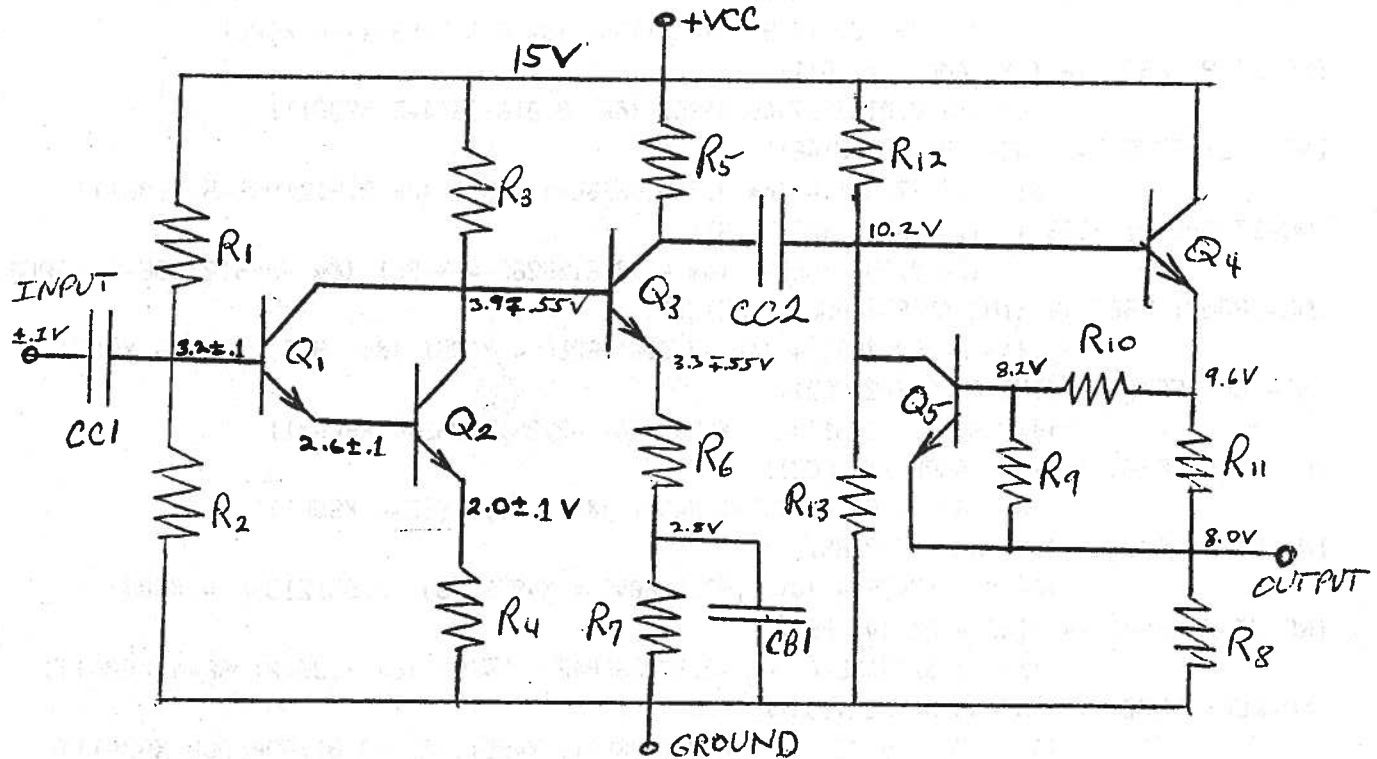 +VCC
15V
R12
R5
R3
R1
10.2V
Q4
INPUT
±.1V
3.9∓.55V
Q3
CC2
R10
3.2±.1
Q1
3.3∓.55V
8.2V
9.6V
Q5
CC1
Q2
2.6±.1
R6
R9
R11
R2
2.0±.1 V
R13
2.8V
8.0V
OUTPUT
R4
R7
CB1
R8
GROUND